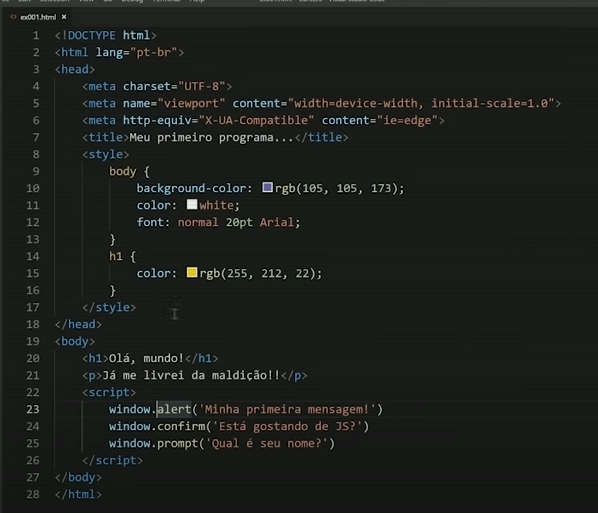 ex001.html ×
1 <!DOCTYPE html>
2 <html lang="pt-br">
3 <head>
4 <meta charset="UTF-8">
5 <meta name="viewport" content="width=device-width, initial-scale=1.0">
6 <meta http-equiv="X-UA-Compatible" content="ie=edge">
7 <title>Meu primeiro programa...</title>
8 <style>
9 body {
10 background-color: rgb(105, 105, 173);
11 color: white;
12 font: normal 20pt Arial;
13 }
14 h1 {
15 color: rgb(255, 212, 22);
16 }
17 </style>
18 </head>
19 <body>
20 <h1>Olá, mundo!</h1>
21 <p>Já me livrei da maldição!!</p>
22 <script>
23 window.alert('Minha primeira mensagem!')
24 window.confirm('Está gostando de JS?')
25 window.prompt('Qual é seu nome?')
26 </script>
27 </body>
28 </html>